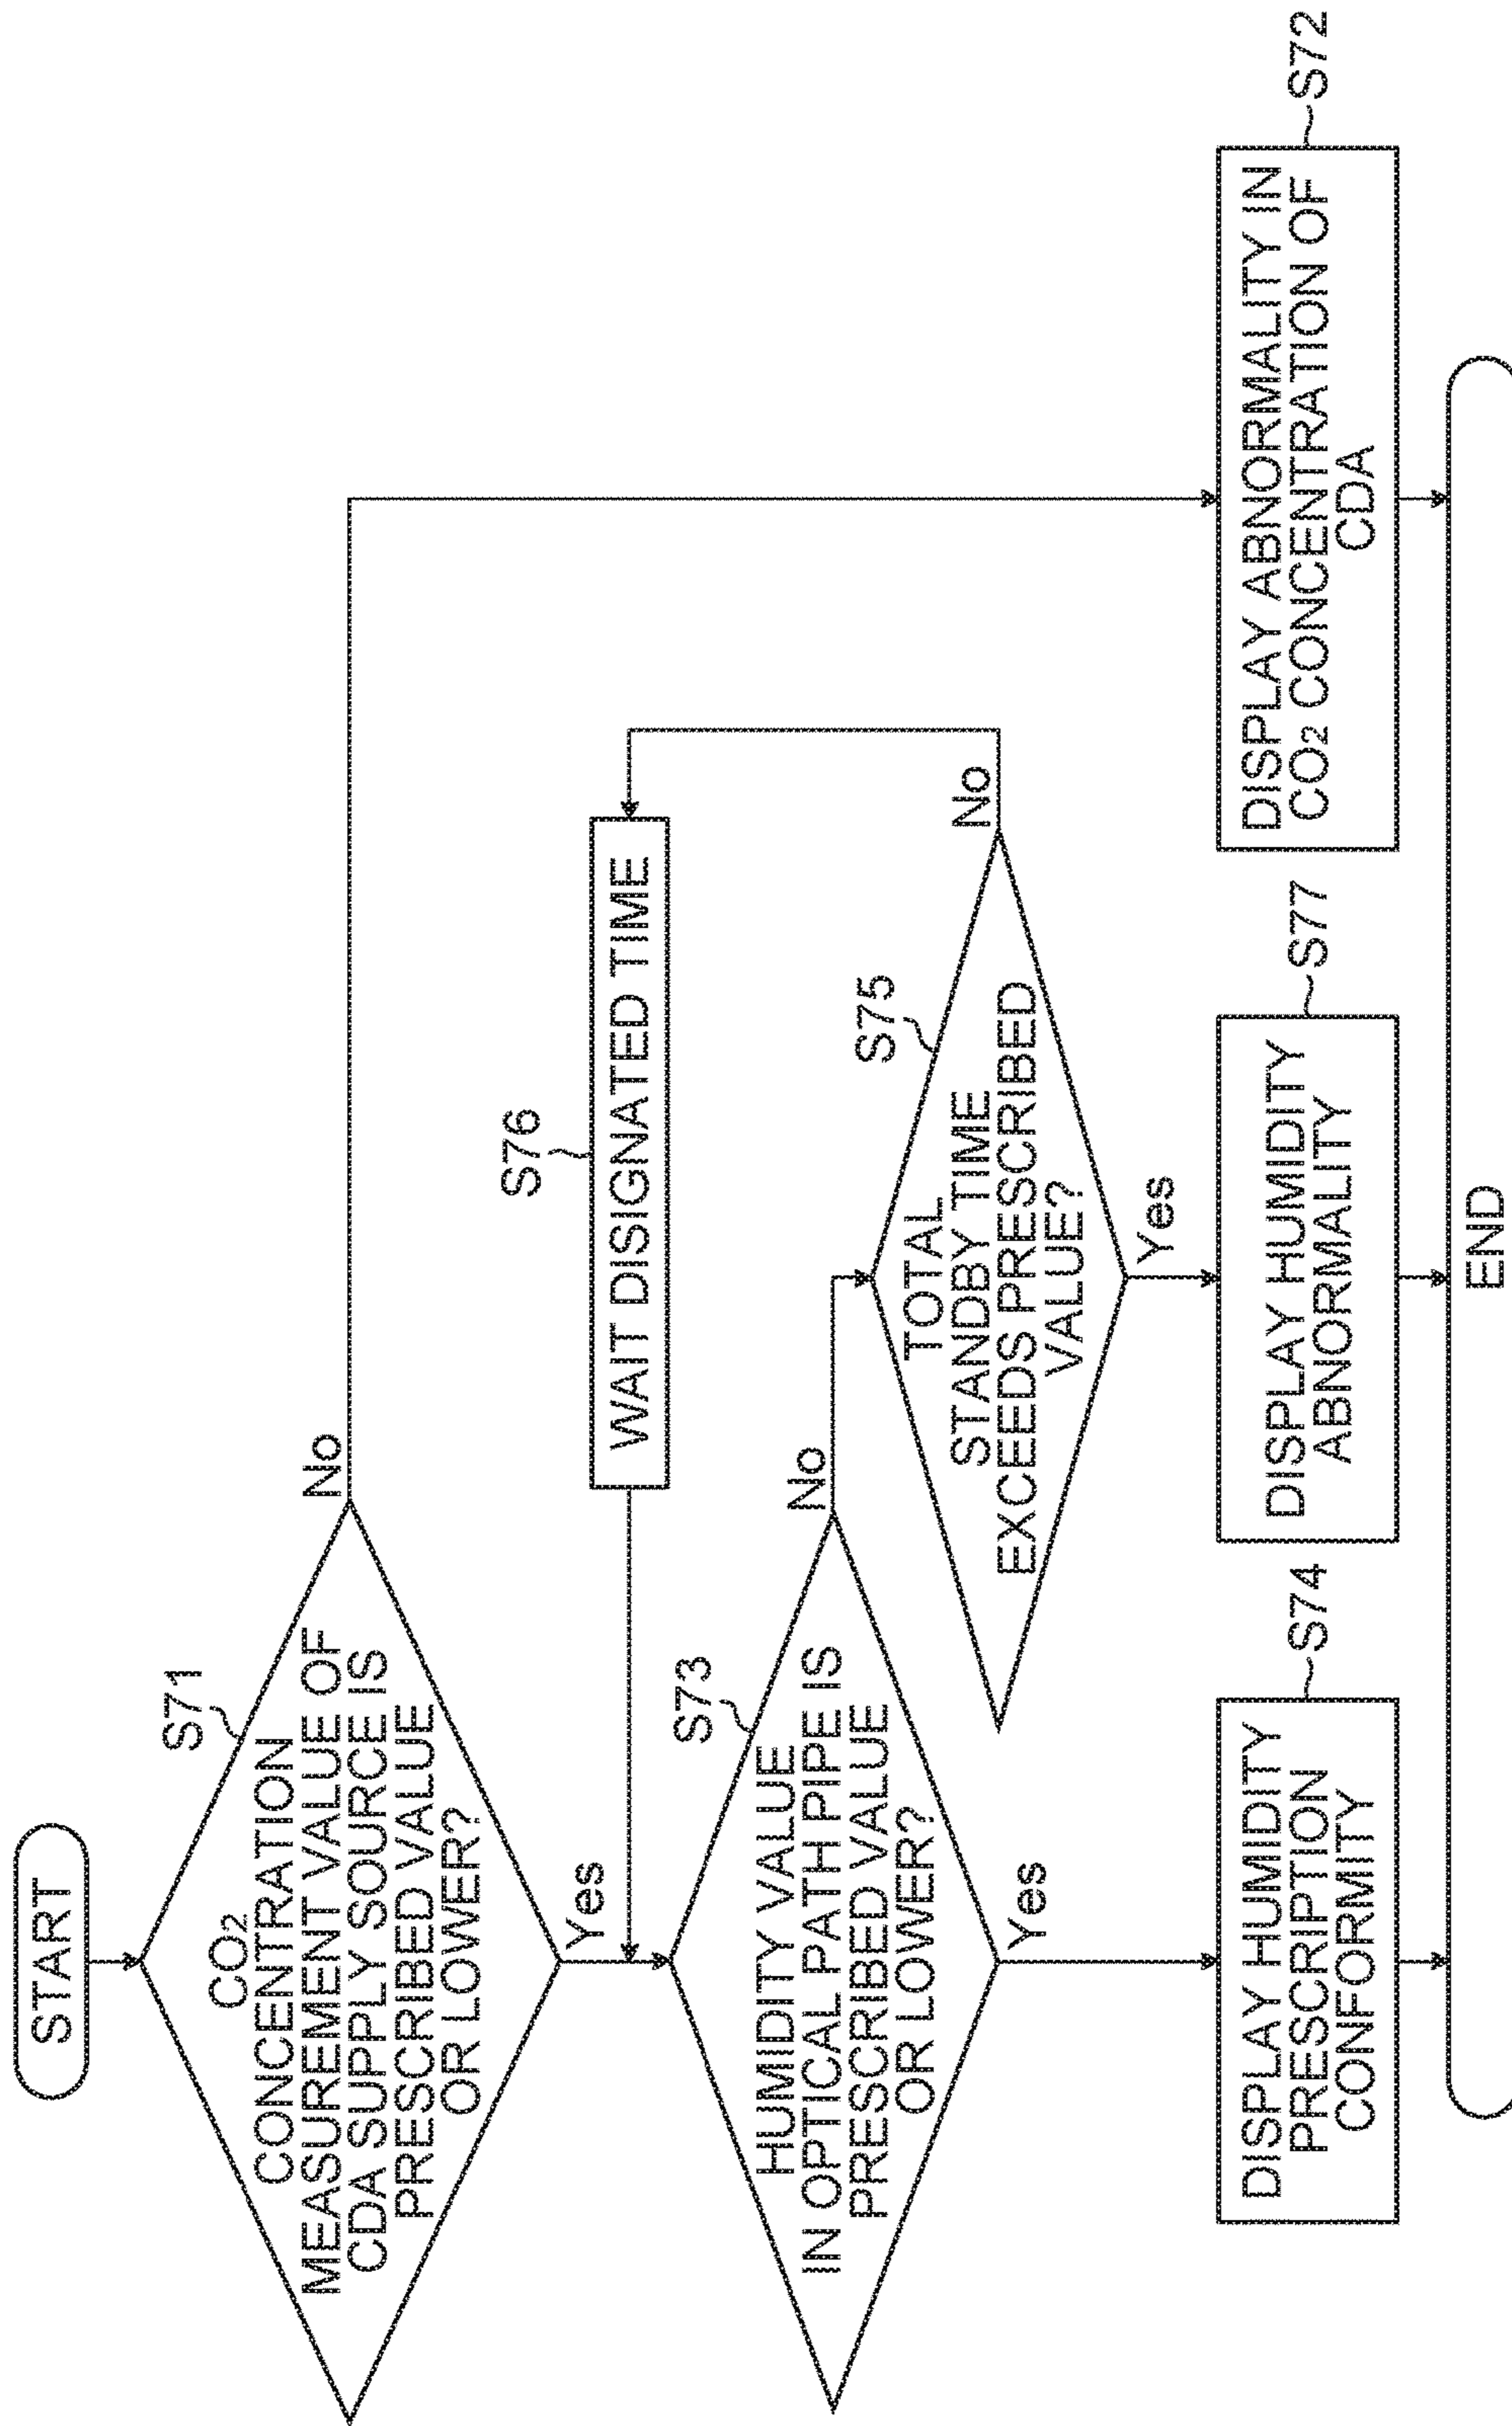 START
S71
CO2
CONCENTRATION
MEASUREMENT VALUE OF
CDA SUPPLY SOURCE IS
PRESCRIBED VALUE
OR LOWER?
No
Yes
S76
WAIT DISIGNATED TIME
S73
HUMIDITY VALUE
IN OPTICAL PATH PIPE IS
PRESCRIBED VALUE
OR LOWER?
No
Yes
S75
TOTAL
STANDBY TIME
EXCEEDS PRESCRIBED
VALUE?
No
Yes
S74
DISPLAY HUMIDITY
PRESCRIPTION
CONFORMITY
S77
DISPLAY HUMIDITY
ABNORMALITY
S72
DISPLAY ABNORMALITY IN
CO2 CONCENTRATION OF
CDA
END